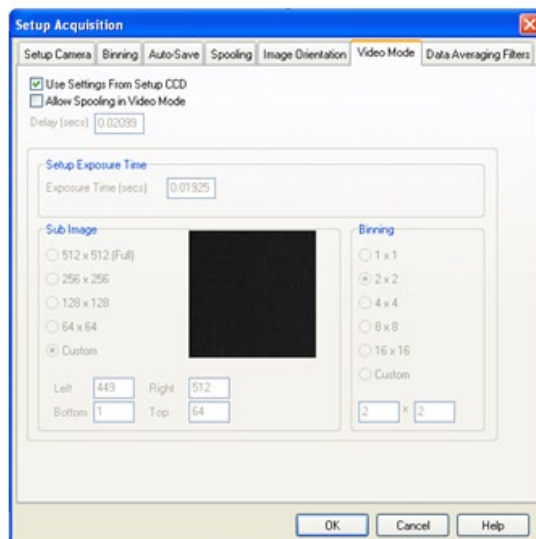 Setup Acquisition
Setup Camera Binning Auto-Save Spooling Image Orientation Video Mode Data Averaging Filters
Use Settings From Setup CCD
Allow Spooling in Video Mode
Delay (secs) 0.02099
Setup Exposure Time
Exposure Time (secs) 0.01925
Sub Image
512 x 512 (Full)
256 x 256
128 x 128
64 x 64
Custom
Left 449 Right 512
Bottom 1 Top 64
Binning
1 x 1
2 x 2
4 x 4
8 x 8
16 x 16
Custom
2 x 2
OK Cancel Help